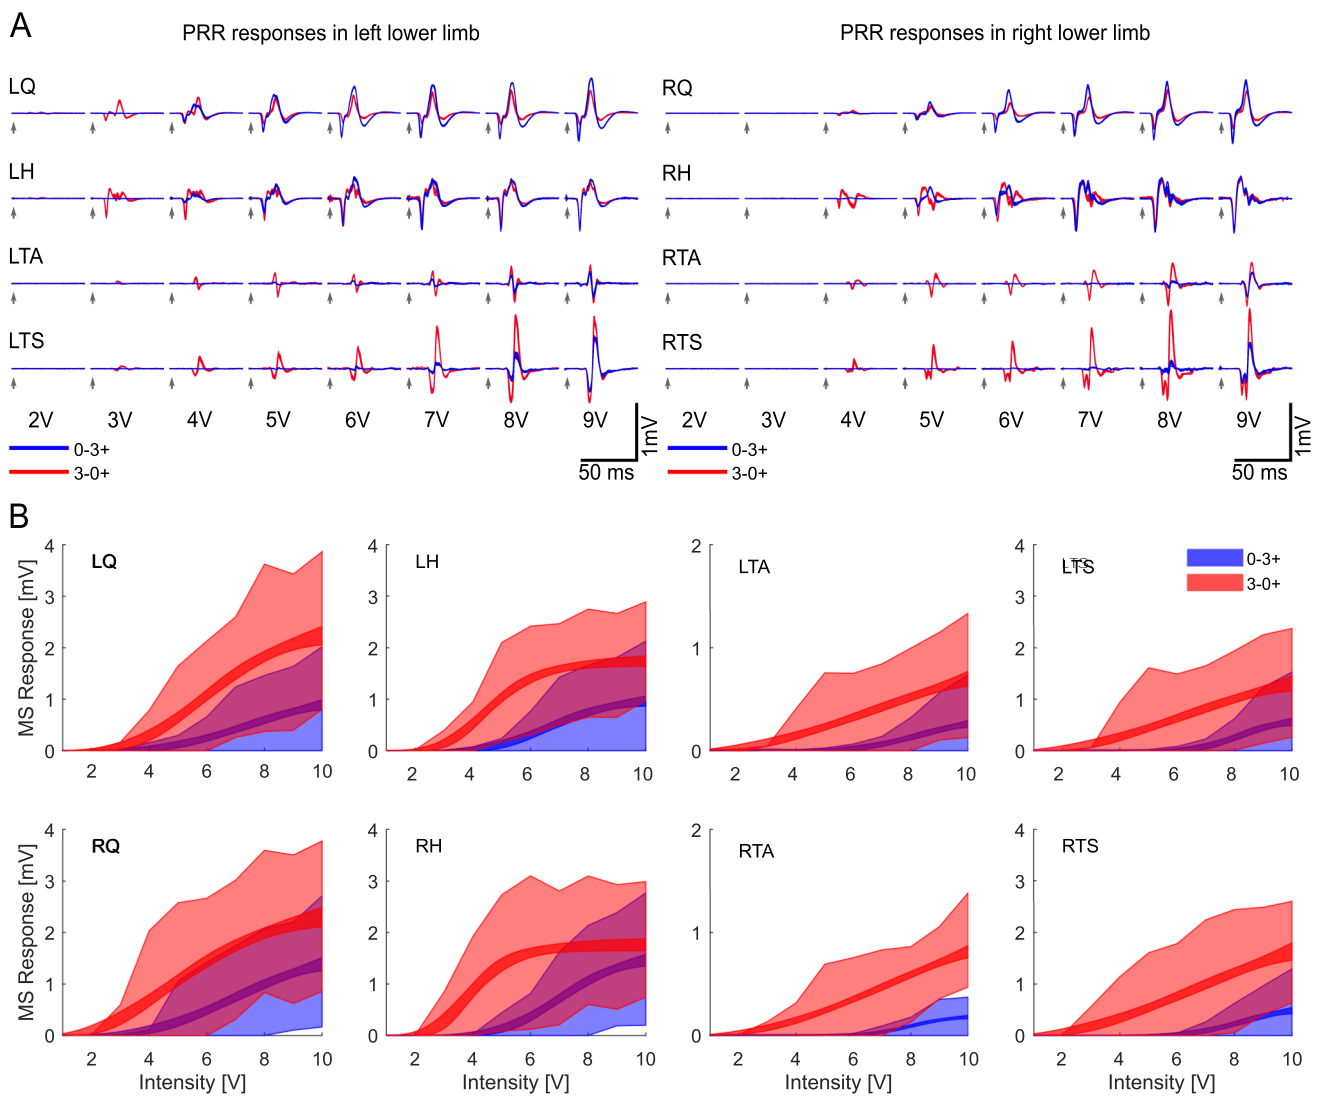 A
PRR responses in left lower limb
PRR responses in right lower limb
LQ
RQ
LH
RH
LTA
RTA
LTS
RTS
2V 3V 4V 5V 6V 7V 8V 9V
2V 3V 4V 5V 6V 7V 8V 9V
1mV
1mV
0-3+
0-3+
3-0+
3-0+
50 ms
50 ms
B
MS Response [mV]
4
3
2
1
0
LQ
2 4 6 8 10
4
3
2
1
0
LH
2 4 6 8 10
2
1
0
LTA
2 4 6 8 10
4
3
2
1
0
LTS
2 4 6 8 10
0-3+
3-0+
MS Response [mV]
4
3
2
1
0
RQ
2 4 6 8 10
Intensity [V]
4
3
2
1
0
RH
2 4 6 8 10
Intensity [V]
2
1
0
RTA
2 4 6 8 10
Intensity [V]
4
3
2
1
0
RTS
2 4 6 8 10
Intensity [V]